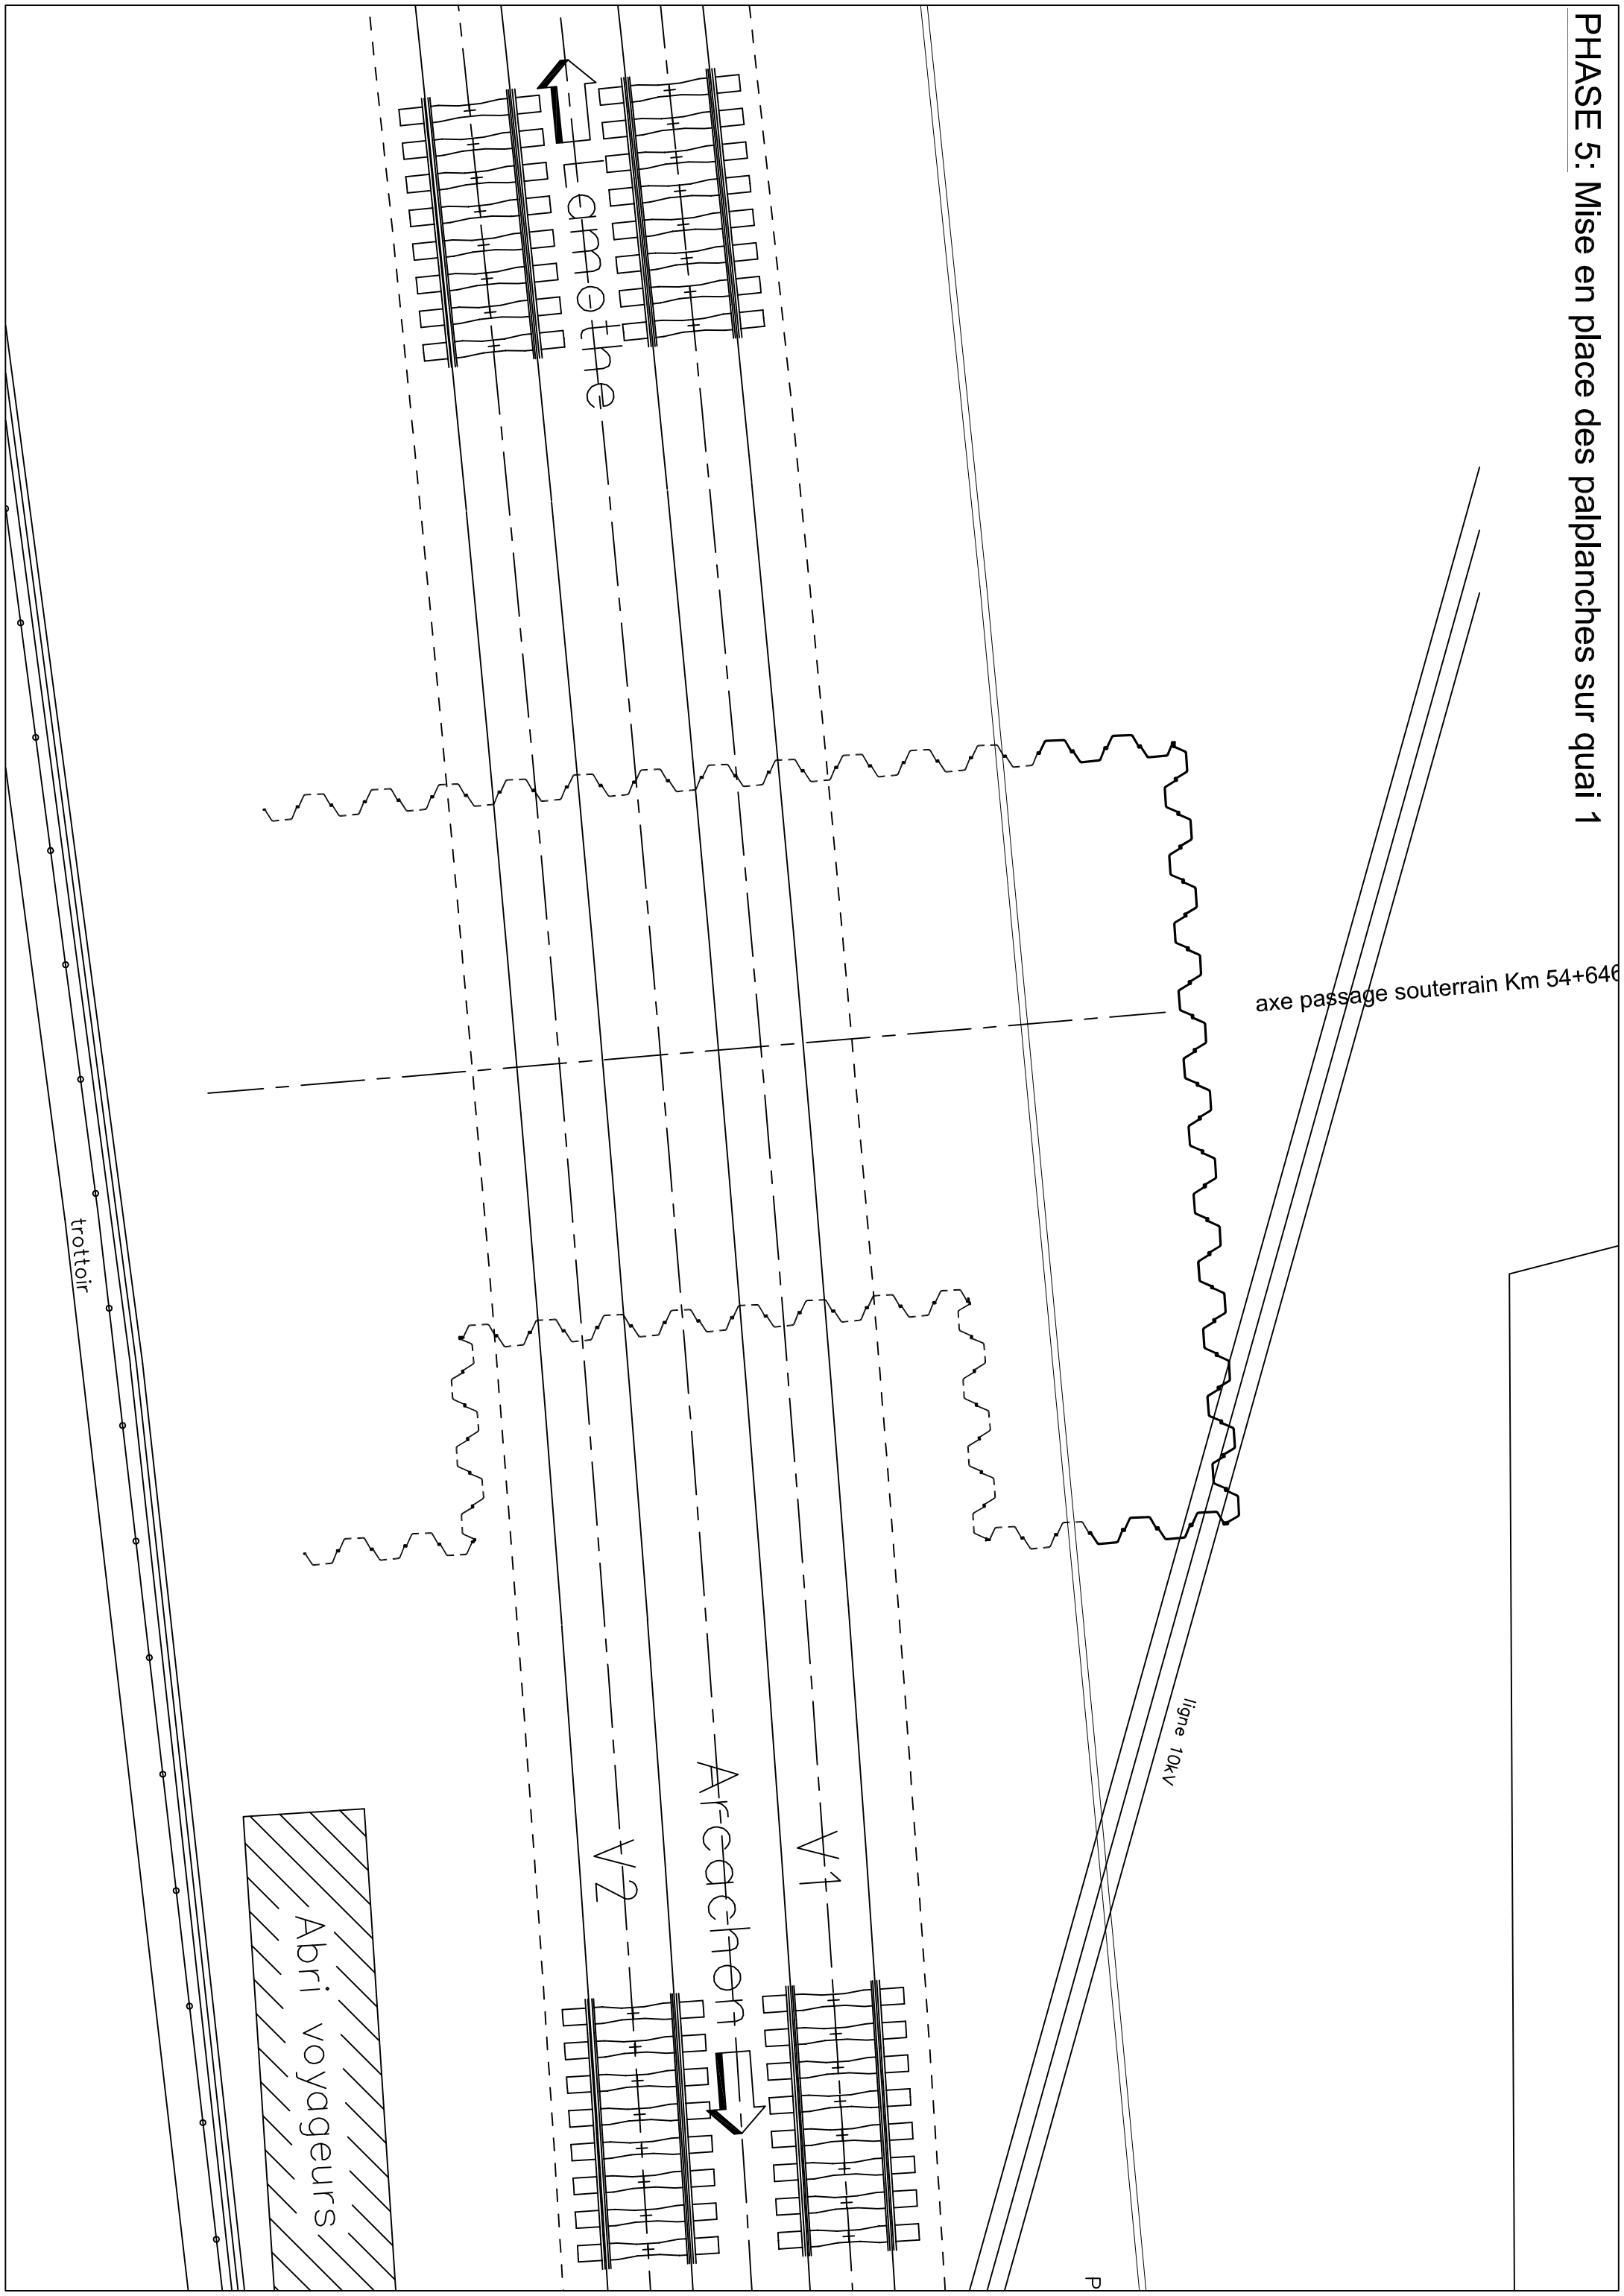 PHASE 5: Mise en place des palplanches sur quai 1
Lamothe
axe passage souterrain Km 54+646
trottoir
ligne 10kV
Arcachon
V1
V2
Abri voyageurs
P